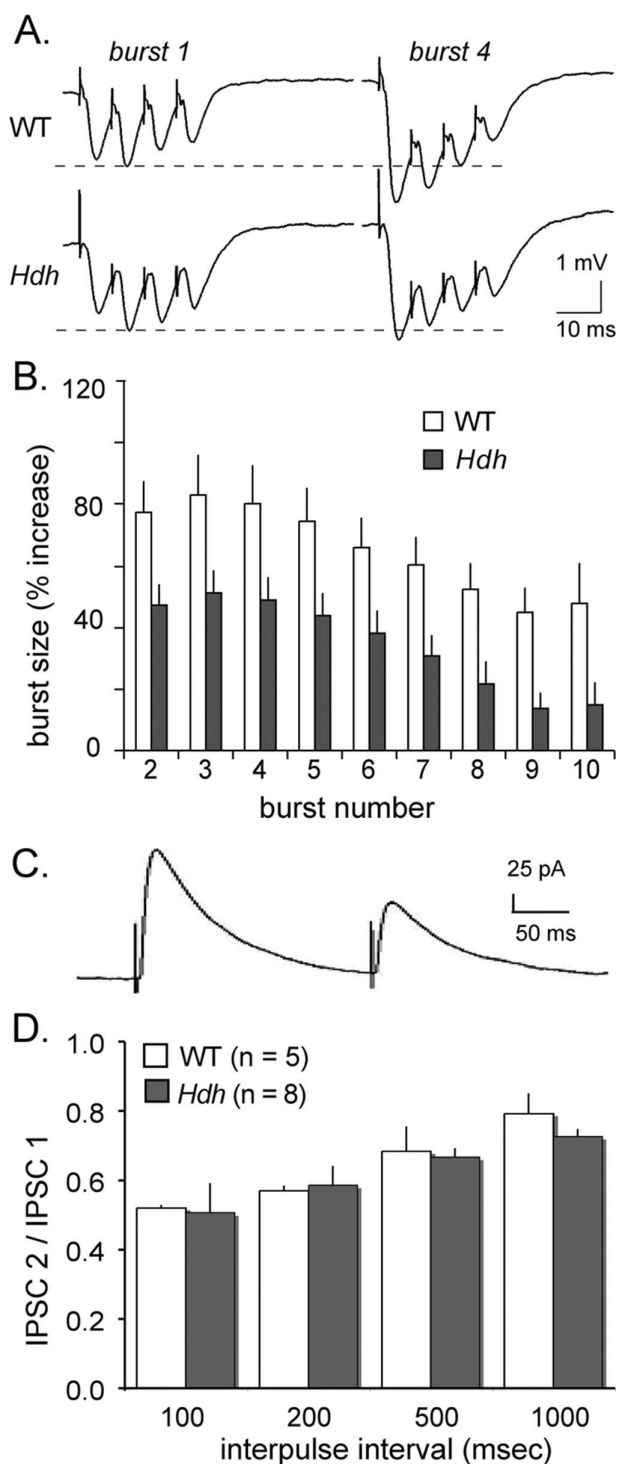 A.
burst 1 burst 4
WT
Hdh
1 mV
10 ms
B.
120
80
40
0
burst size (% increase)
WT
Hdh
2 3 4 5 6 7 8 9 10
burst number
C.
25 pA
50 ms
D.
1.0
0.8
0.6
0.4
0.2
0.0
IPSC 2 / IPSC 1
WT (n = 5)
Hdh (n = 8)
100 200 500 1000
interpulse interval (msec)